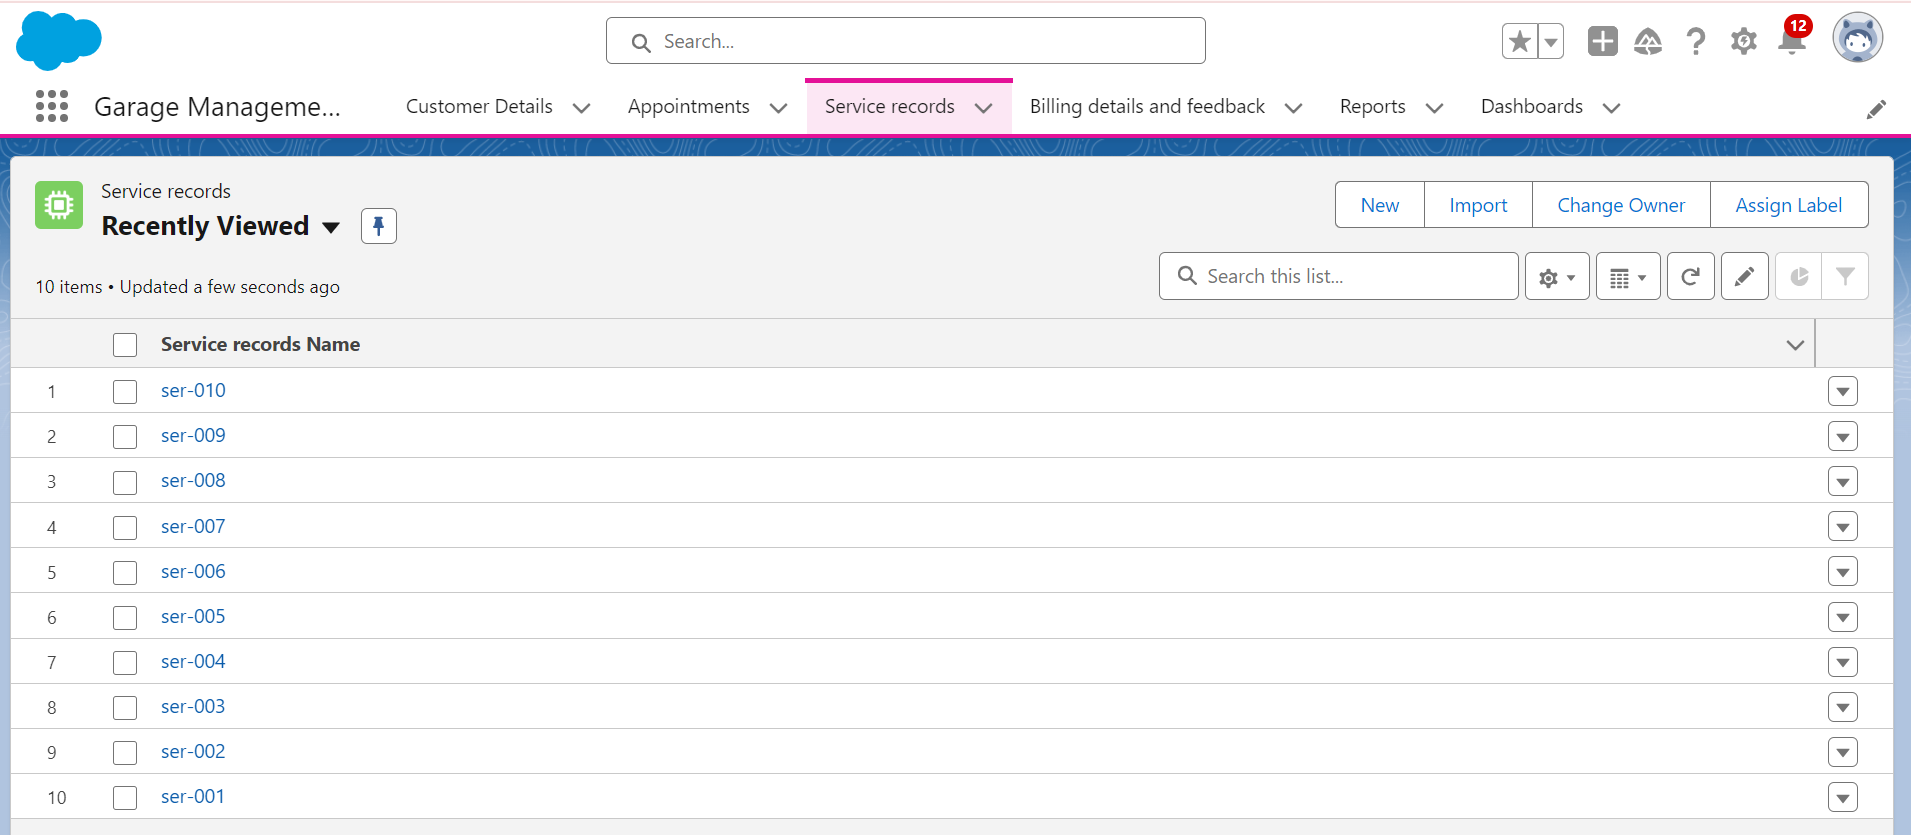 Search...
12
Garage Manageme...
Customer Details
Appointments
Service records
Billing details and feedback
Reports
Dashboards
Service records
Recently Viewed
New
Import
Change Owner
Assign Label
10 items • Updated a few seconds ago
Search this list...
Service records Name
1 ser-010
2 ser-009
3 ser-008
4 ser-007
5 ser-006
6 ser-005
7 ser-004
8 ser-003
9 ser-002
10 ser-001